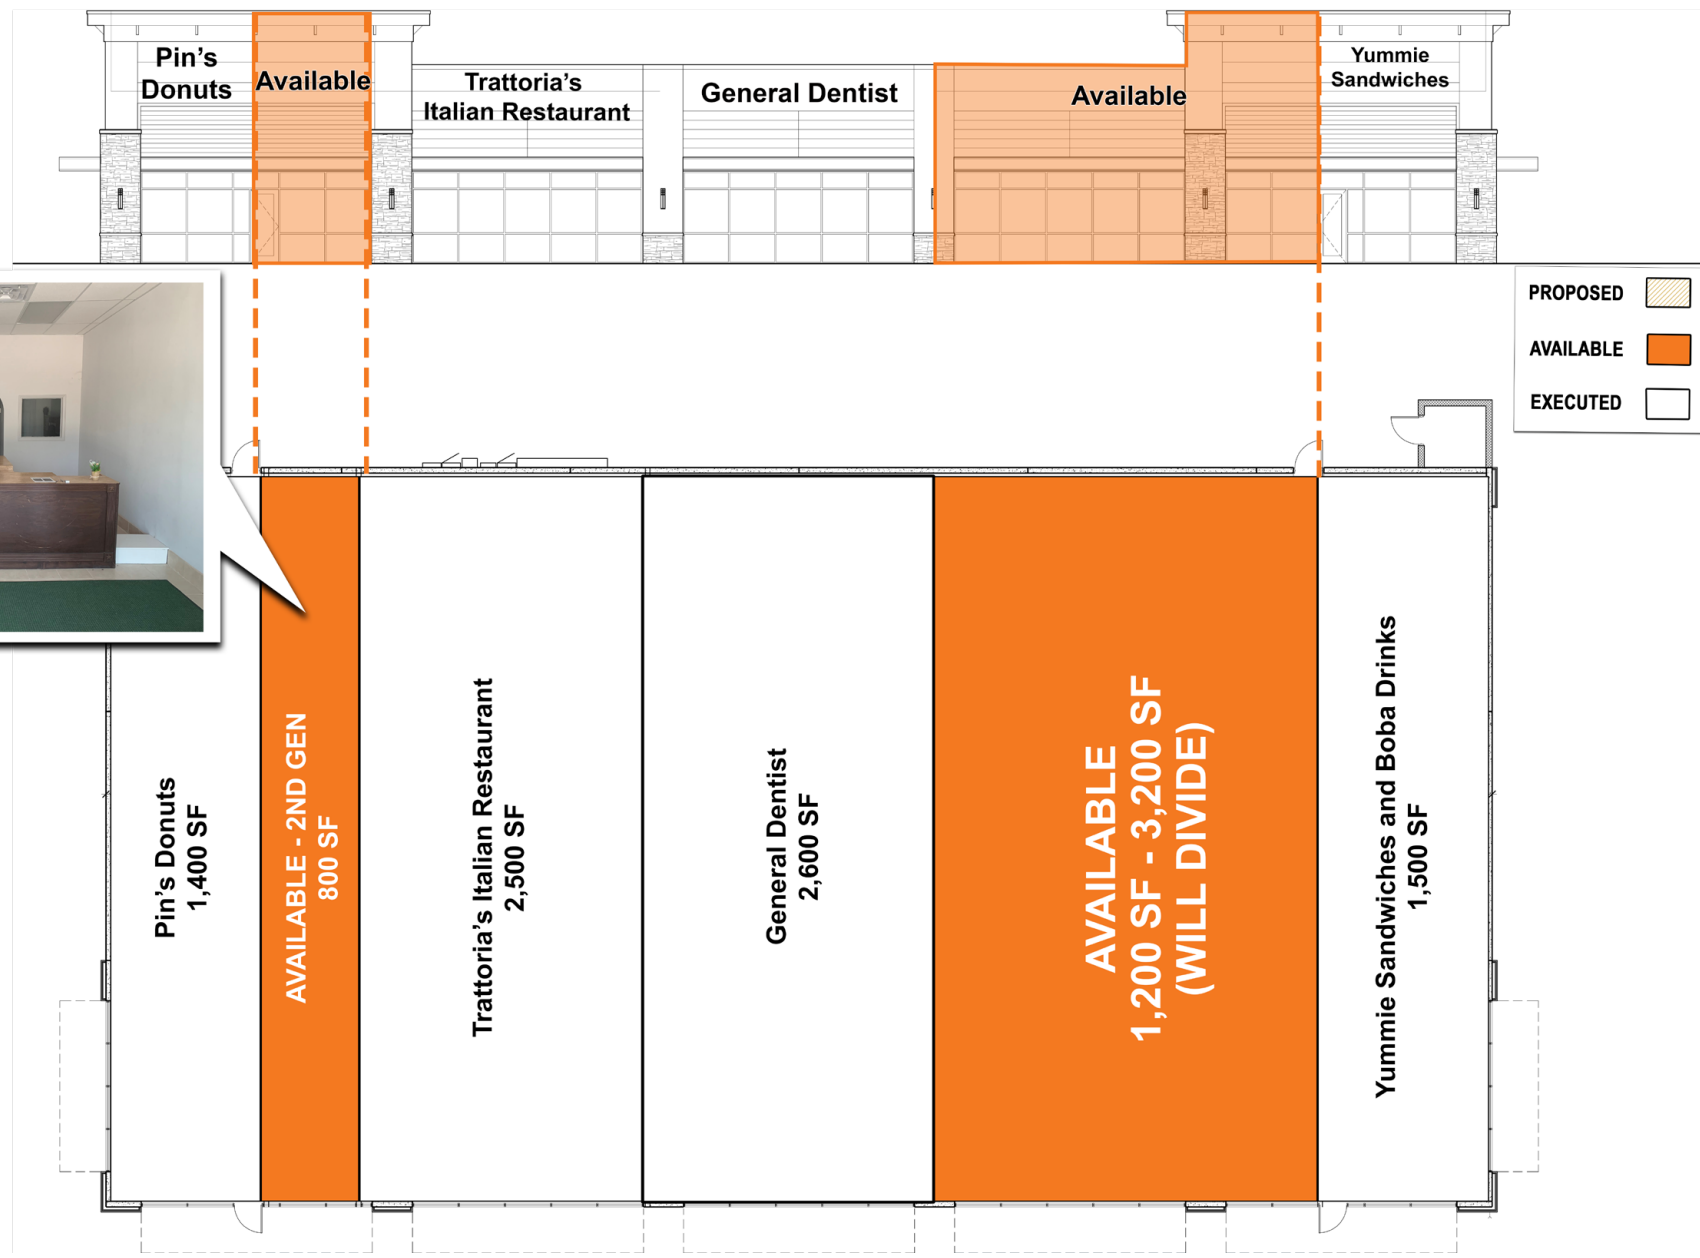 Pin's
Donuts
Available
Trattoria's
Italian Restaurant
General Dentist
Available
Yummie
Sandwiches
PROPOSED
AVAILABLE
EXECUTED
Pin's Donuts
1,400 SF
AVAILABLE - 2ND GEN
800 SF
Trattoria's Italian Restaurant
2,500 SF
General Dentist
2,600 SF
AVAILABLE
1,200 SF - 3,200 SF
(WILL DIVIDE)
Yummie Sandwiches and Boba Drinks
1,500 SF